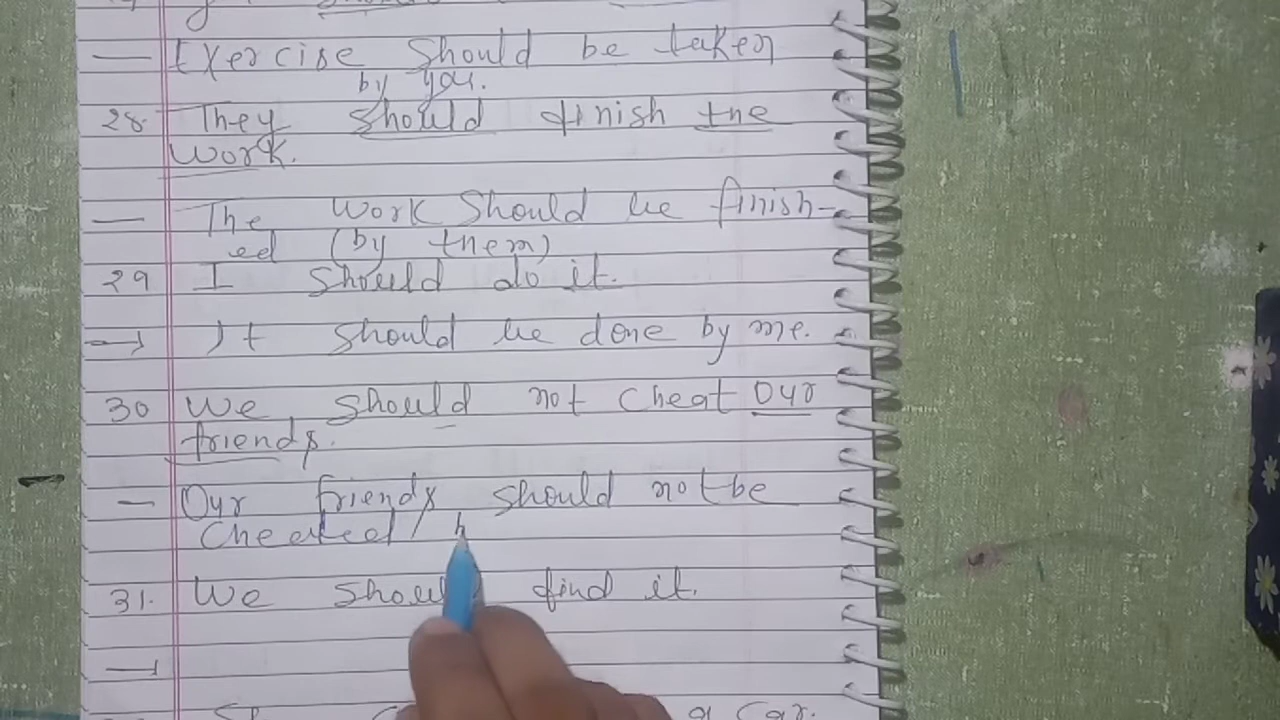 — Exercise should be taken
by you.
28. They should finish the
work.
— The work should be finish-
ed (by them)
29 I should do it.
→ It should be done by me.
30 We should not cheat our
friends.
— Our friends should not be
cheated
31. We should find it.
a car.